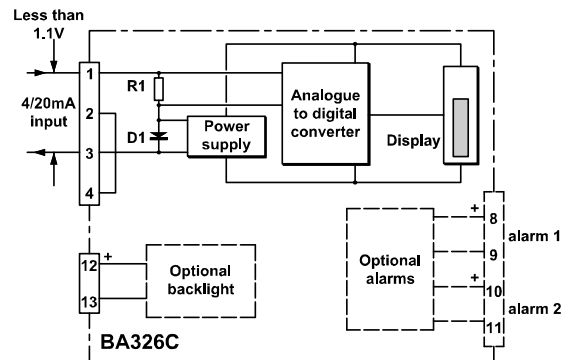 Less than
1.1V
4/20mA
input
1
2
3
4
R1
D1
Power
supply
Analogue
to digital
converter
Display
12
+
13
Optional
backlight
Optional
alarms
+
8
9
alarm 1
+
10
11
alarm 2
BA326C